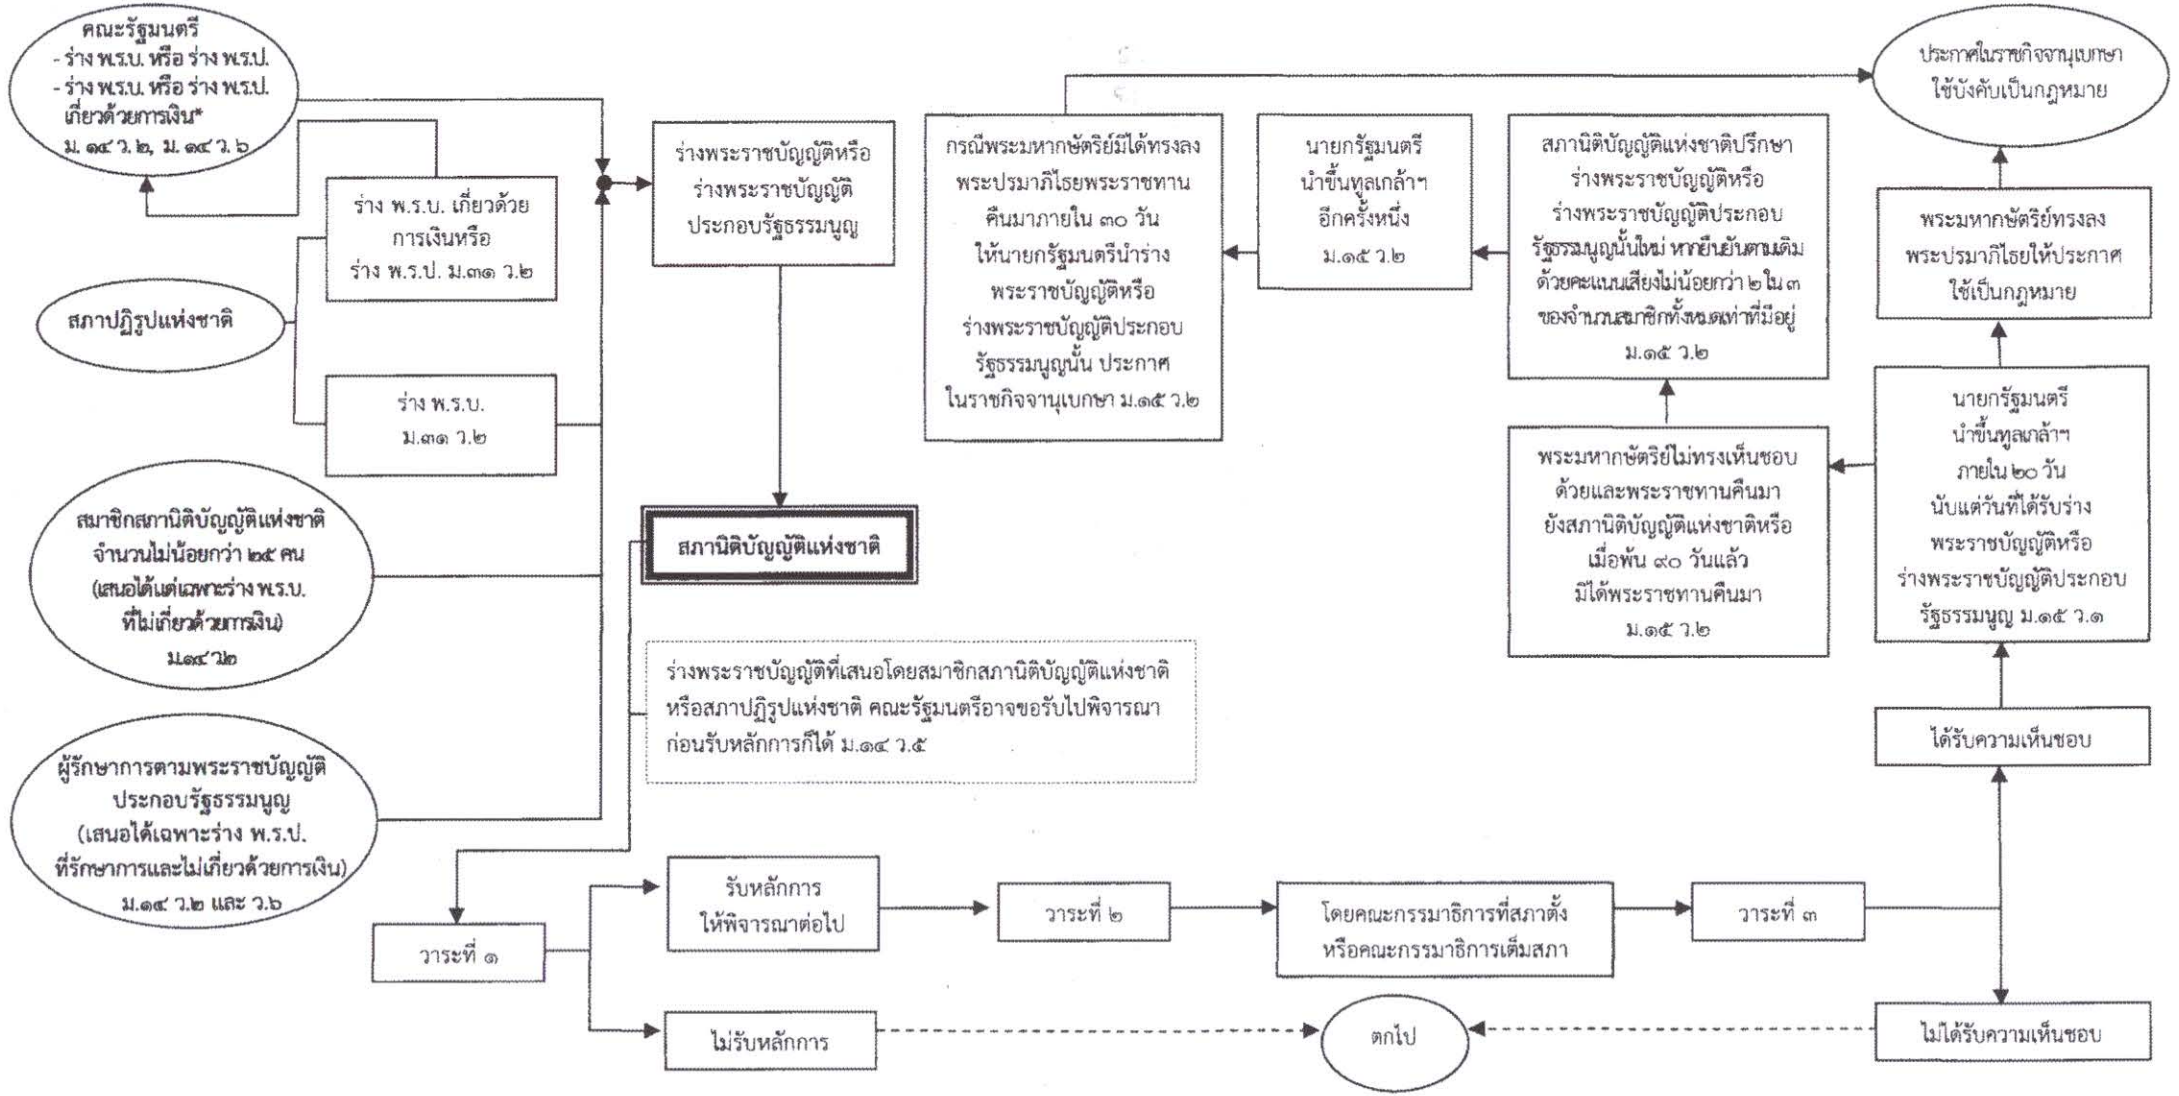 คณะรัฐมนตรี
- ร่าง พ.ร.บ. หรือ ร่าง พ.ร.ป.
- ร่าง พ.ร.บ. หรือ ร่าง พ.ร.ป.
เกี่ยวด้วยการเงิน*
ม. ๑๔ ว. ๒, ม. ๑๔ ว. ๖
ร่าง พ.ร.บ. เกี่ยวด้วย
การเงินหรือ
ร่าง พ.ร.ป. ม.๓๑ ว.๒
สภาปฏิรูปแห่งชาติ
ร่าง พ.ร.บ.
ม.๓๑ ว.๒
สมาชิกสภานิติบัญญัติแห่งชาติ
จำนวนไม่น้อยกว่า ๒๕ คน
(เสนอได้แต่เฉพาะร่าง พ.ร.บ.
ที่ไม่เกี่ยวด้วยการเงิน)
ม.๑๔ ว.๒
ผู้รักษาการตามพระราชบัญญัติ
ประกอบรัฐธรรมนูญ
(เสนอได้เฉพาะร่าง พ.ร.ป.
ที่รักษาการและไม่เกี่ยวด้วยการเงิน)
ม.๑๔ ว.๒ และ ว.๖
ร่างพระราชบัญญัติหรือ
ร่างพระราชบัญญัติ
ประกอบรัฐธรรมนูญ
สภานิติบัญญัติแห่งชาติ
ร่างพระราชบัญญัติที่เสนอโดยสมาชิกสภานิติบัญญัติแห่งชาติ
หรือสภาปฏิรูปแห่งชาติ คณะรัฐมนตรีอาจขอรับไปพิจารณา
ก่อนรับหลักการก็ได้ ม.๑๔ ว.๕
วาระที่ ๑
รับหลักการ
ให้พิจารณาต่อไป
ไม่รับหลักการ
วาระที่ ๒
โดยคณะกรรมาธิการที่สภาตั้ง
หรือคณะกรรมาธิการเต็มสภา
วาระที่ ๓
ตกไป
ไม่ได้รับความเห็นชอบ
ได้รับความเห็นชอบ
นายกรัฐมนตรี
นำขึ้นทูลเกล้าฯ
ภายใน ๒๐ วัน
นับแต่วันที่ได้รับร่าง
พระราชบัญญัติหรือ
ร่างพระราชบัญญัติประกอบ
รัฐธรรมนูญ ม.๑๕ ว.๑
พระมหากษัตริย์ทรงลง
พระปรมาภิไธยให้ประกาศ
ใช้เป็นกฎหมาย
ประกาศในราชกิจจานุเบกษา
ใช้บังคับเป็นกฎหมาย
พระมหากษัตริย์ไม่ทรงเห็นชอบ
ด้วยและพระราชทานคืนมา
ยังสภานิติบัญญัติแห่งชาติหรือ
เมื่อพ้น ๙๐ วันแล้ว
มิได้พระราชทานคืนมา
ม.๑๕ ว.๒
สภานิติบัญญัติแห่งชาติปรึกษา
ร่างพระราชบัญญัติหรือ
ร่างพระราชบัญญัติประกอบ
รัฐธรรมนูญนั้นใหม่ หากยืนยันตามเดิม
ด้วยคะแนนเสียงไม่น้อยกว่า ๒ ใน ๓
ของจำนวนสมาชิกทั้งหมดเท่าที่มีอยู่
ม.๑๕ ว.๒
นายกรัฐมนตรี
นำขึ้นทูลเกล้าฯ
อีกครั้งหนึ่ง
ม.๑๕ ว.๒
กรณีพระมหากษัตริย์มิได้ทรงลง
พระปรมาภิไธยพระราชทาน
คืนมาภายใน ๓๐ วัน
ให้นายกรัฐมนตรีนำร่าง
พระราชบัญญัติหรือ
ร่างพระราชบัญญัติประกอบ
รัฐธรรมนูญนั้น ประกาศ
ในราชกิจจานุเบกษา ม.๑๕ ว.๒